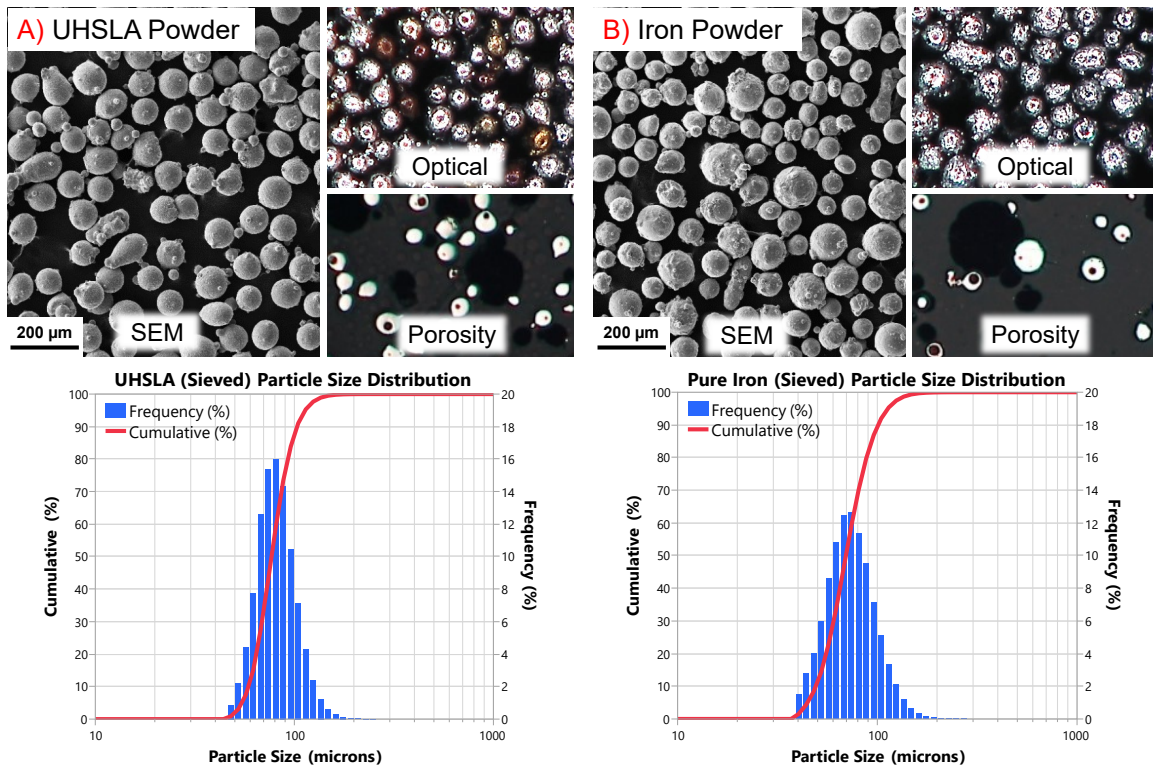 A) UHSLA Powder
Optical
200 µm
SEM
Porosity
B) Iron Powder
Optical
200 µm
SEM
Porosity
UHSLA (Sieved) Particle Size Distribution
Frequency (%)
Cumulative (%)
100
90
80
70
60
50
40
30
20
10
0
Cumulative (%)
20
18
16
14
12
10
8
6
4
2
0
Frequency (%)
10
100
1000
Particle Size (microns)
Pure Iron (Sieved) Particle Size Distribution
Frequency (%)
Cumulative (%)
100
90
80
70
60
50
40
30
20
10
0
Cumulative (%)
20
18
16
14
12
10
8
6
4
2
0
Frequency (%)
10
100
1000
Particle Size (microns)